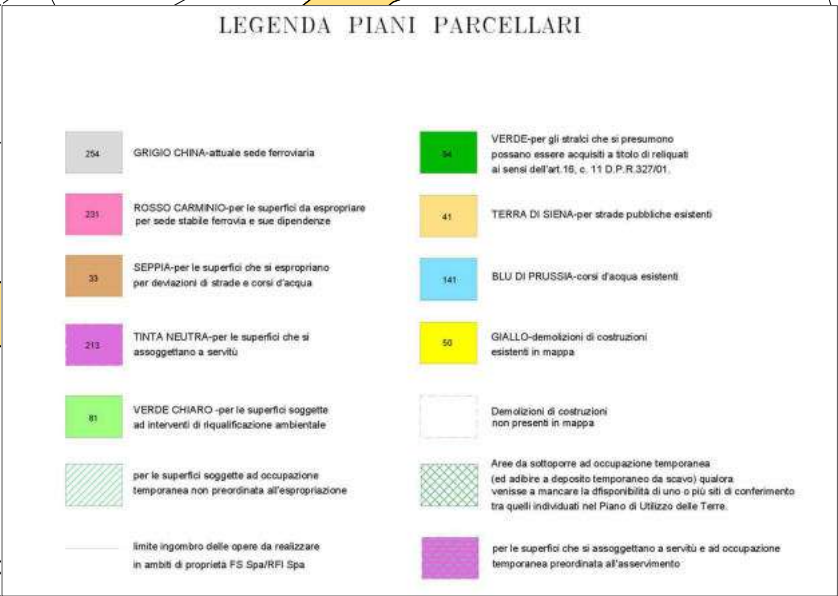 LEGENDA PIANI PARCELLARI
254
GRIGIO CHINA-attuale sede ferroviaria
231
ROSSO CARMINIO-per le superfici da espropriare
per sede stabile ferrovia e sue dipendenze
33
SEPPIA-per le superfici che si espropriano
per deviazioni di strade e corsi d'acqua
213
TINTA NEUTRA-per le superfici che si
assoggettano a servitù
81
VERDE CHIARO -per le superfici soggette
ad interventi di riqualificazione ambientale
per le superfici soggette ad occupazione
temporanea non preordinata all'espropriazione
limite ingombro delle opere da realizzare
in ambiti di proprietà FS Spa/RFI Spa
94
VERDE-per gli stralci che si presumono
possano essere acquisiti a titolo di reliquati
ai sensi dell'art.16, c. 11 D.P.R.327/01.
41
TERRA DI SIENA-per strade pubbliche esistenti
141
BLU DI PRUSSIA-corsi d'acqua esistenti
50
GIALLO-demolizioni di costruzioni
esistenti in mappa
Demolizioni di costruzioni
non presenti in mappa
Aree da sottoporre ad occupazione temporanea
(ed adibire a deposito temporaneo da scavo) qualora
venisse a mancare la dfisponibilità di uno o più siti di conferimento
tra quelli individuati nel Piano di Utilizzo delle Terre.
per le superfici che si assoggettano a servitù e ad occupazione
temporanea preordinata all'asservimento